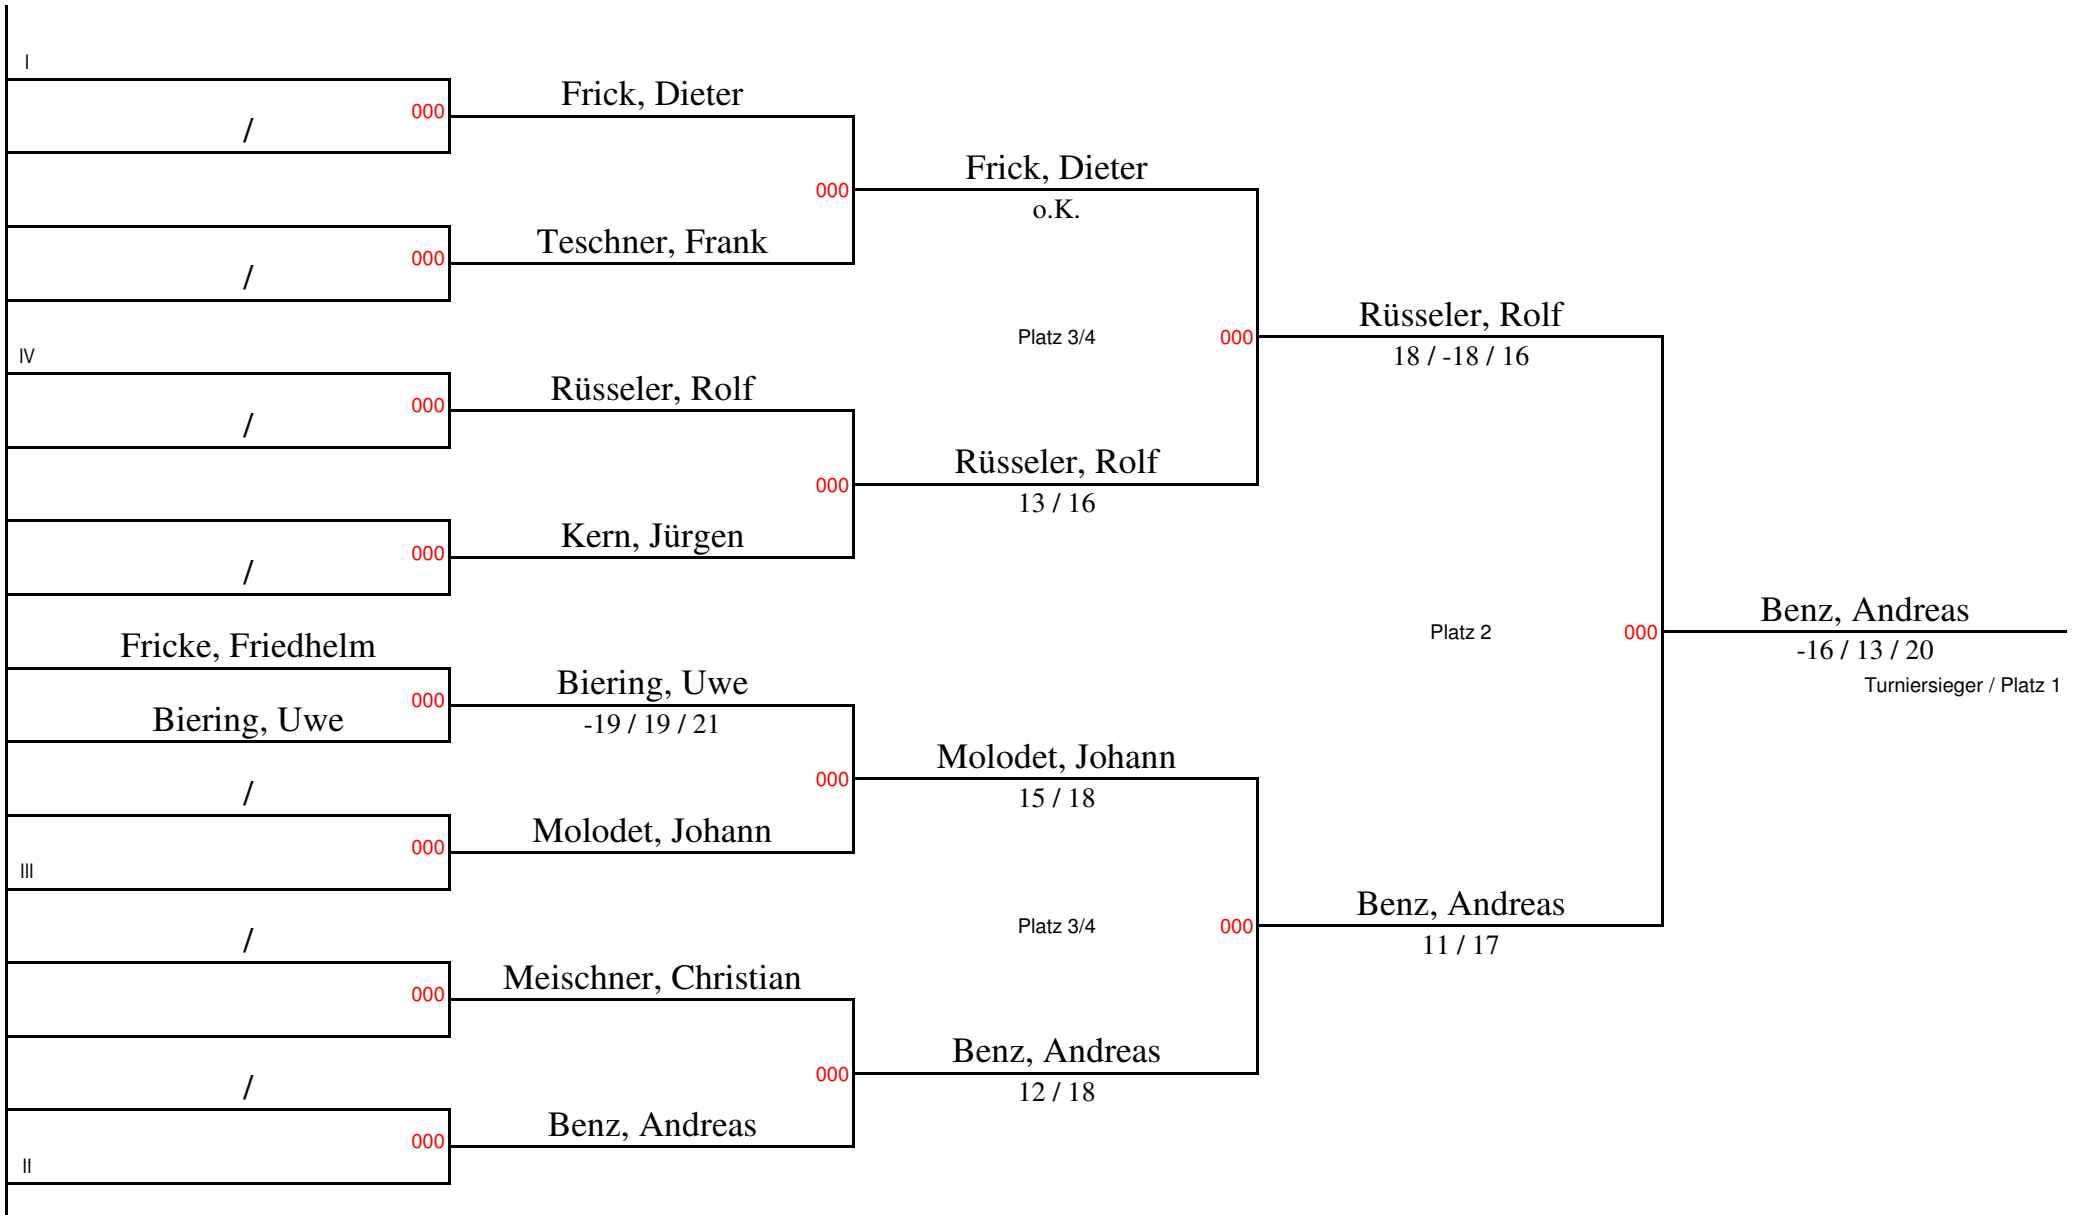 I
000
Frick, Dieter
/
000
Frick, Dieter
o.K.
000
Teschner, Frank
/
Platz 3/4
000
Rüsseler, Rolf
18 / -18 / 16
IV
000
Rüsseler, Rolf
/
000
Rüsseler, Rolf
13 / 16
000
Kern, Jürgen
/
Platz 2
000
Benz, Andreas
-16 / 13 / 20
Turniersieger / Platz 1
Fricke, Friedhelm
000
Biering, Uwe
-19 / 19 / 21
Biering, Uwe
/
000
Molodet, Johann
15 / 18
000
Molodet, Johann
III
Platz 3/4
000
Benz, Andreas
11 / 17
/
000
Meischner, Christian
000
Benz, Andreas
12 / 18
/
000
Benz, Andreas
II